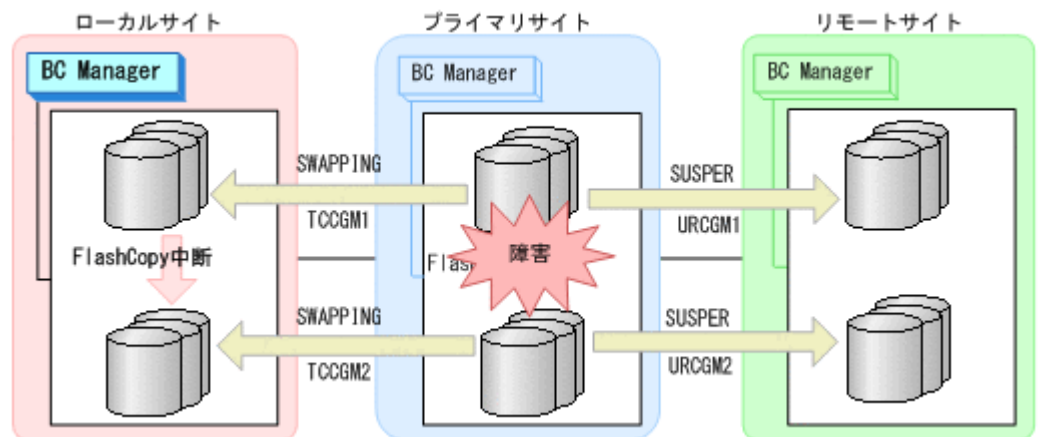 ローカルサイト
プライマリサイト
リモートサイト
BC Manager
BC Manager
BC Manager
SWAPPING
TCCGM1
SUSPER
URCGM1
FlashCopy中断
Flas
障害
SWAPPING
TCCGM2
SUSPER
URCGM2